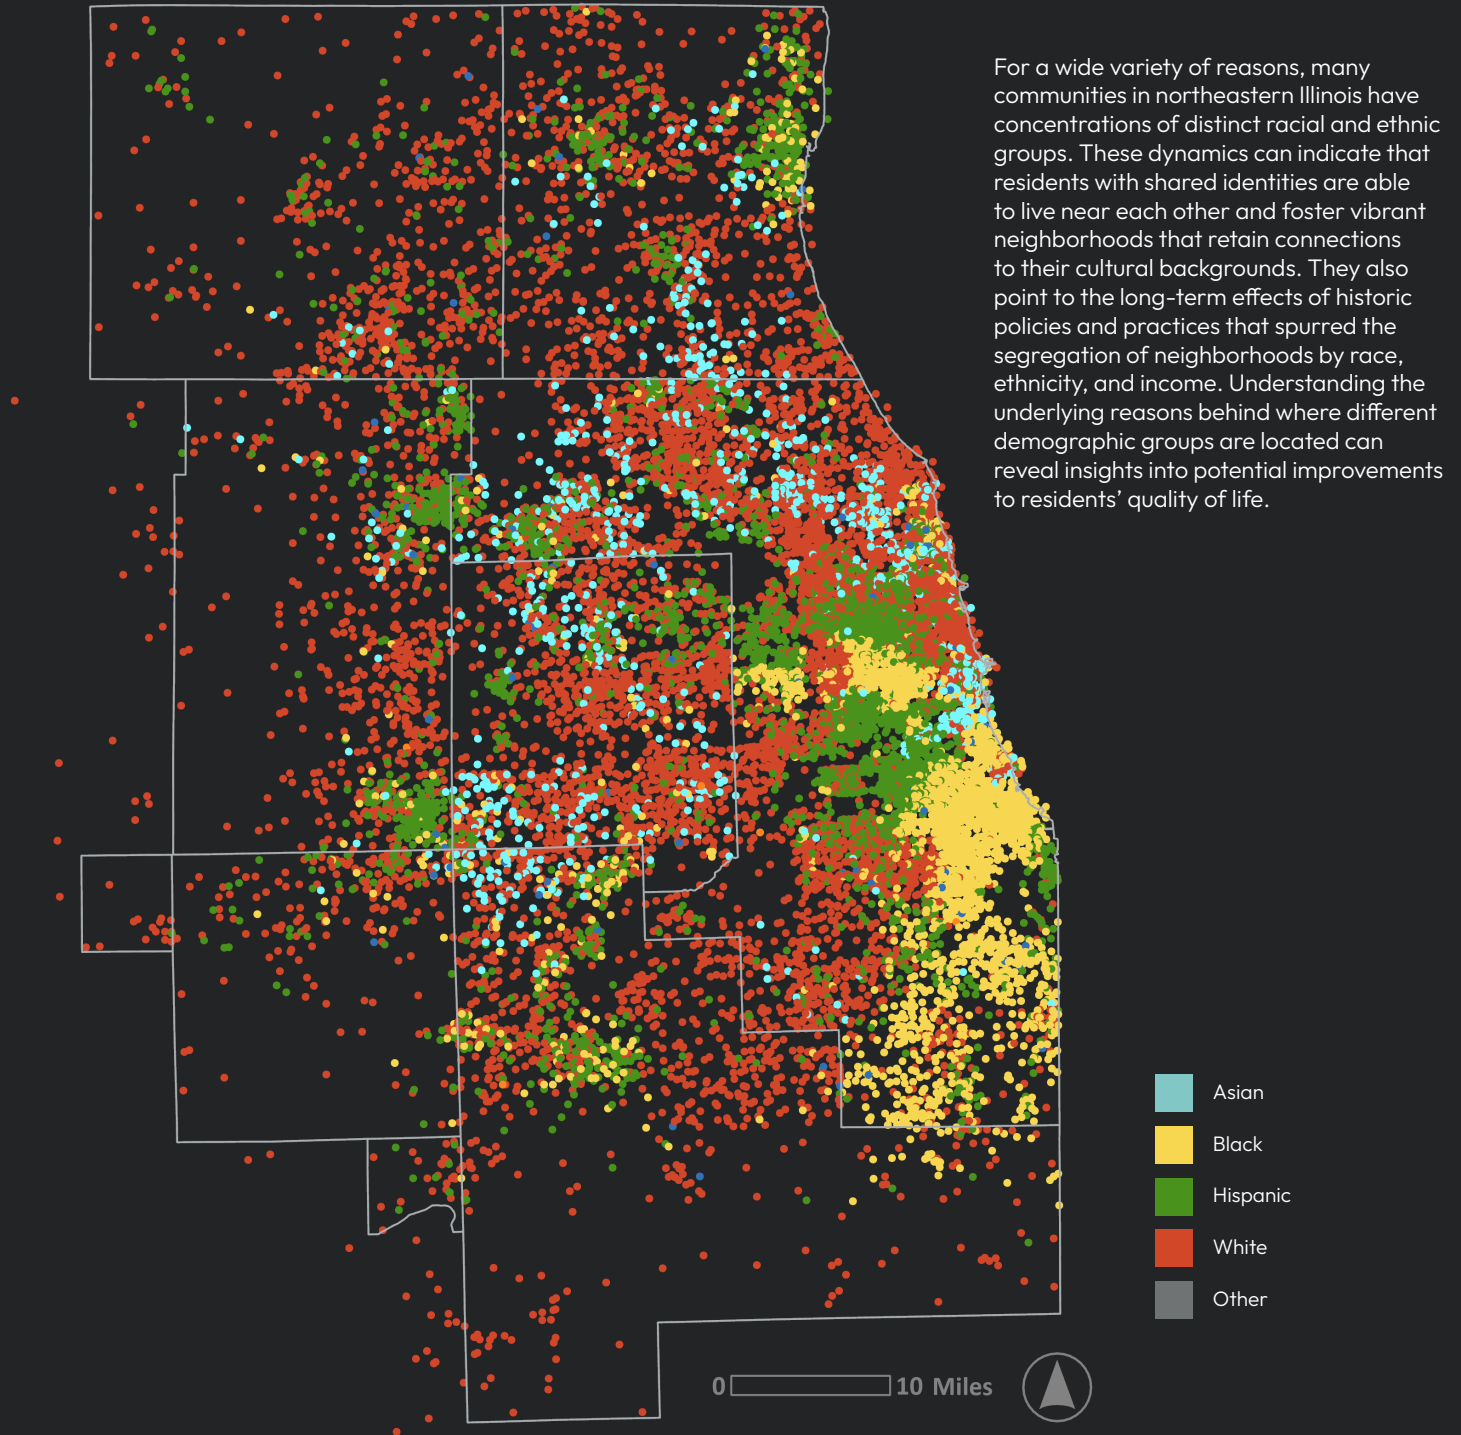 For a wide variety of reasons, many
communities in northeastern Illinois have
concentrations of distinct racial and ethnic
groups. These dynamics can indicate that
residents with shared identities are able
to live near each other and foster vibrant
neighborhoods that retain connections
to their cultural backgrounds. They also
point to the long-term effects of historic
policies and practices that spurred the
segregation of neighborhoods by race,
ethnicity, and income. Understanding the
underlying reasons behind where different
demographic groups are located can
reveal insights into potential improvements
to residents’ quality of life.
Asian
Black
Hispanic
White
Other
0 10 Miles